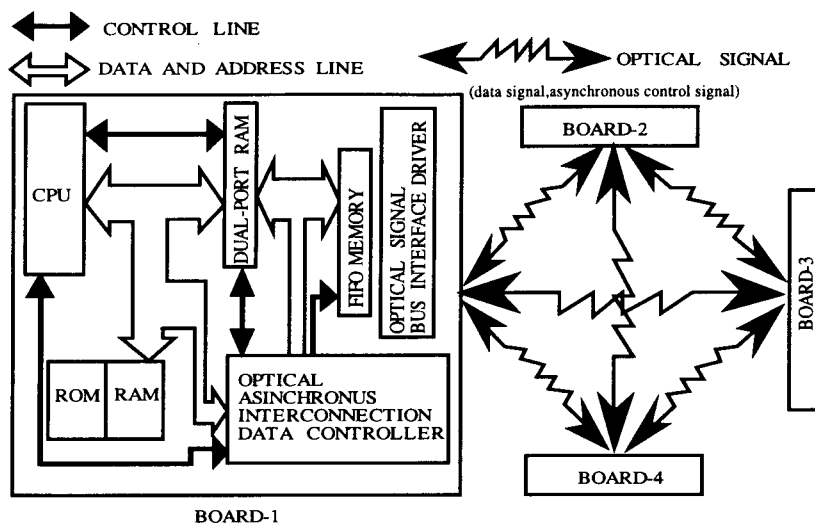 CONTROL LINE
DATA AND ADDRESS LINE
OPTICAL SIGNAL
(data signal,asynchronous control signal)
CPU
DUAL-PORT RAM
FIFO MEMORY
OPTICAL SIGNAL
BUS INTERFACE DRIVER
ROM
RAM
OPTICAL
ASINCHRONUS
INTERCONNECTION
DATA CONTROLLER
BOARD-1
BOARD-2
BOARD-3
BOARD-4